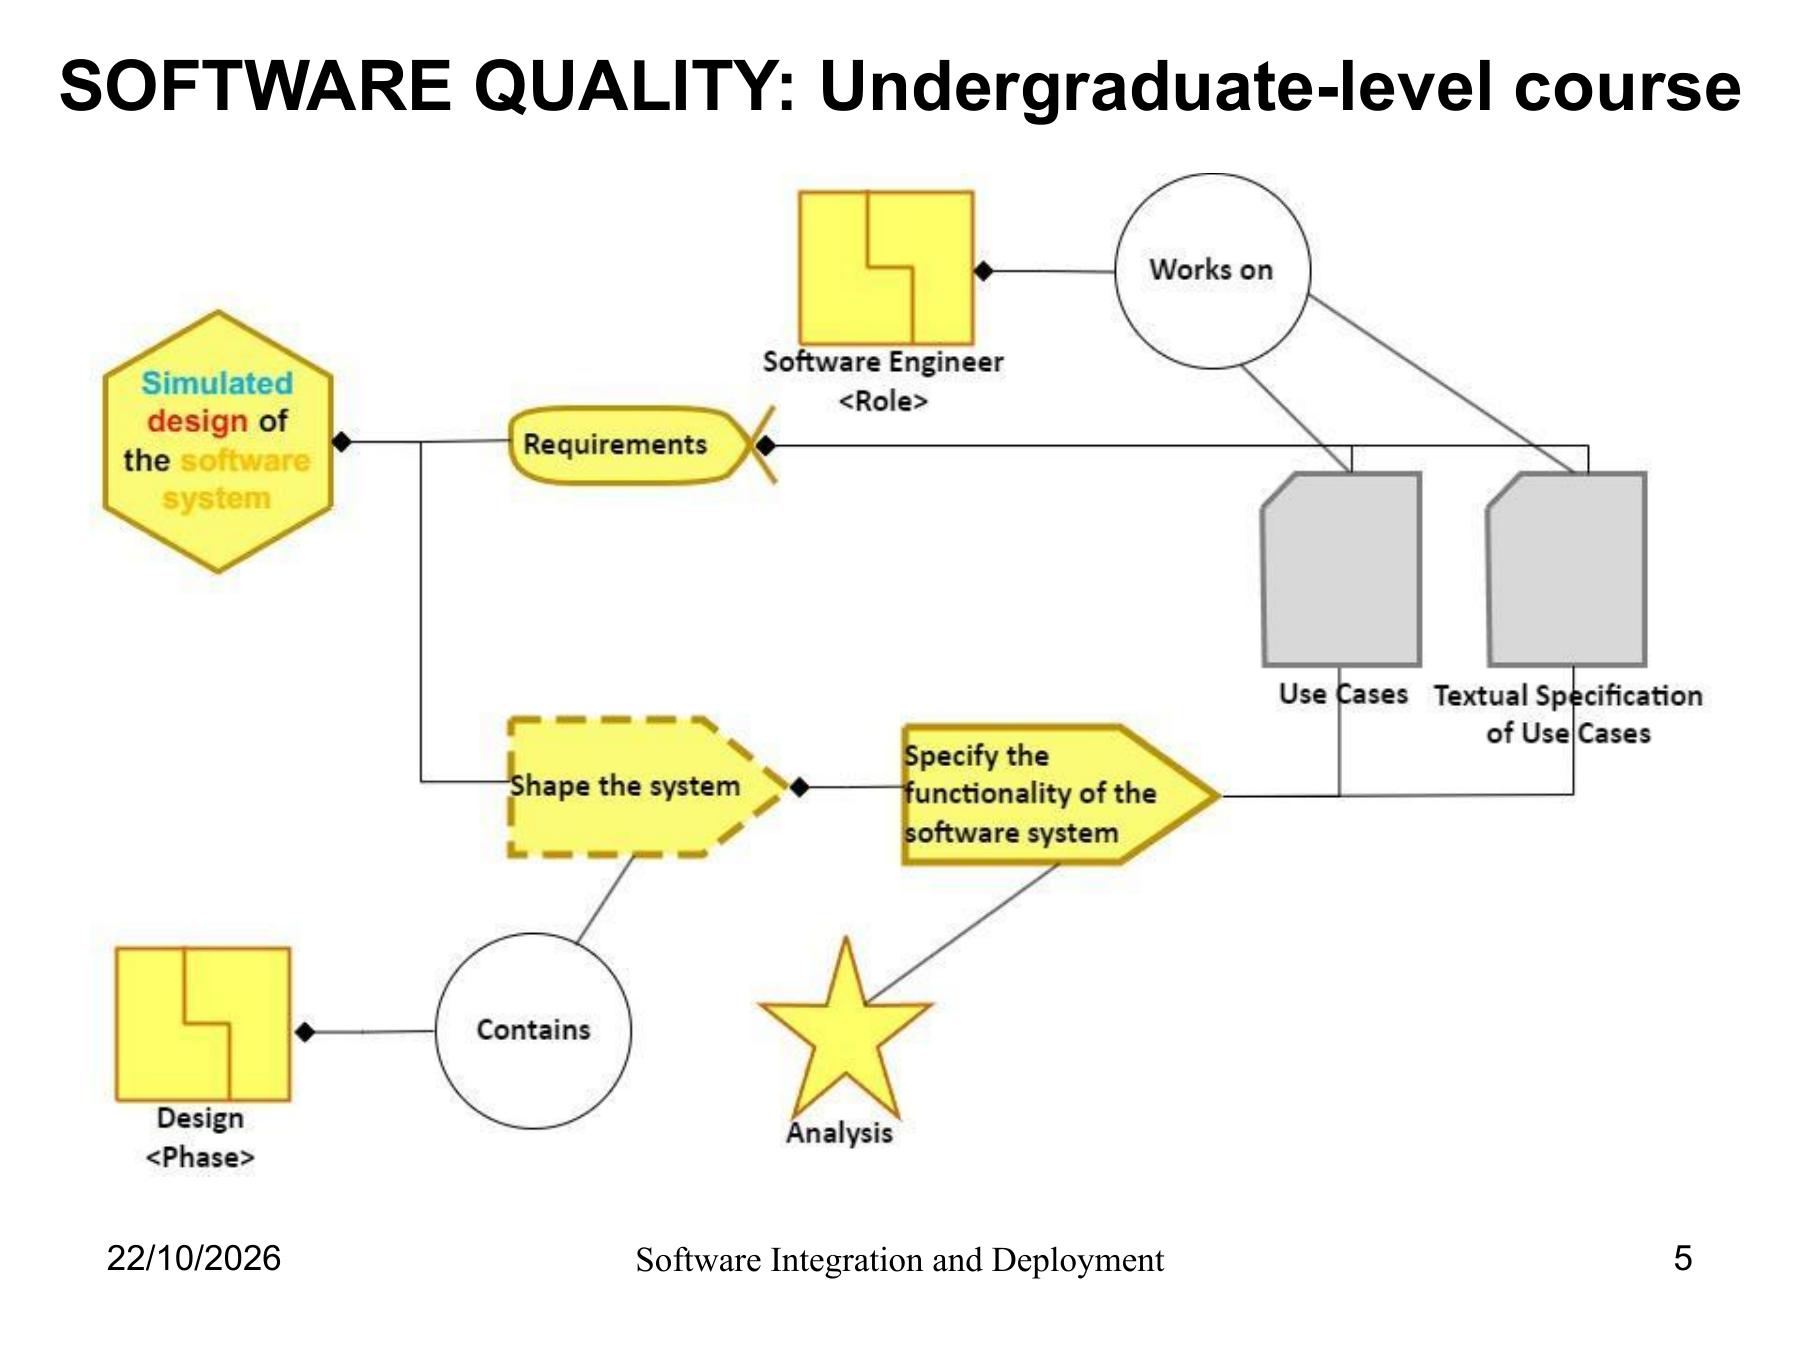 SOFTWARE QUALITY: Undergraduate-level course
Works on
Software Engineer
<Role>
Simulated
design of
the software
system
Requirements
Use Cases
Textual Specification
of Use Cases
Shape the system
Specify the
functionality of the
software system
Contains
Design
<Phase>
Analysis
22/10/2026
Software Integration and Deployment
5